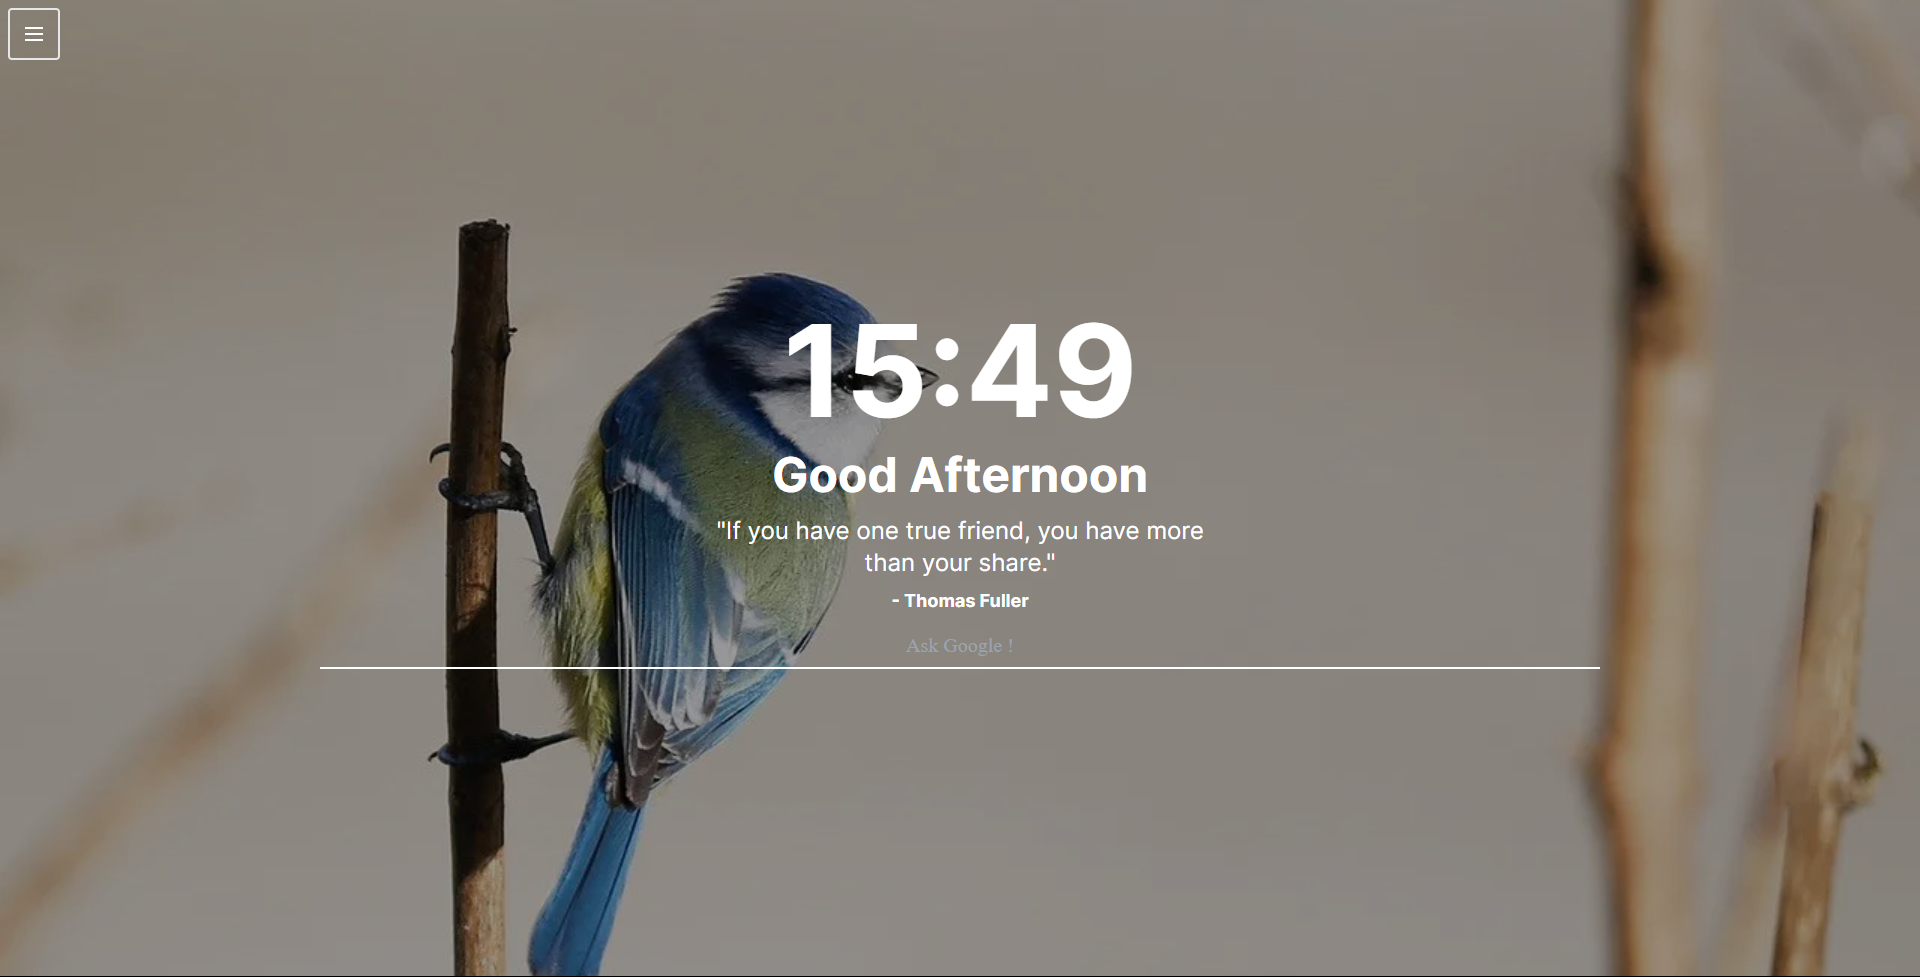 15:49
Good Afternoon
"If you have one true friend, you have more
than your share."
- Thomas Fuller
Ask Google !